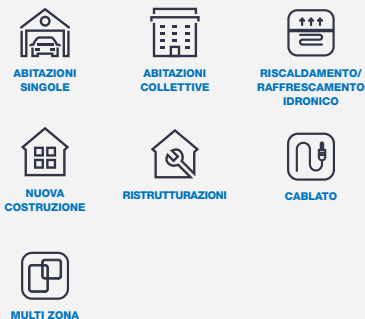 ABITAZIONI
SINGOLE
ABITAZIONI
COLLETTIVE
RISCALDAMENTO/
RAFFRESCAMENTO
IDRONICO
NUOVA
COSTRUZIONE
RISTRUTTURAZIONI
CABLATO
MULTI ZONA